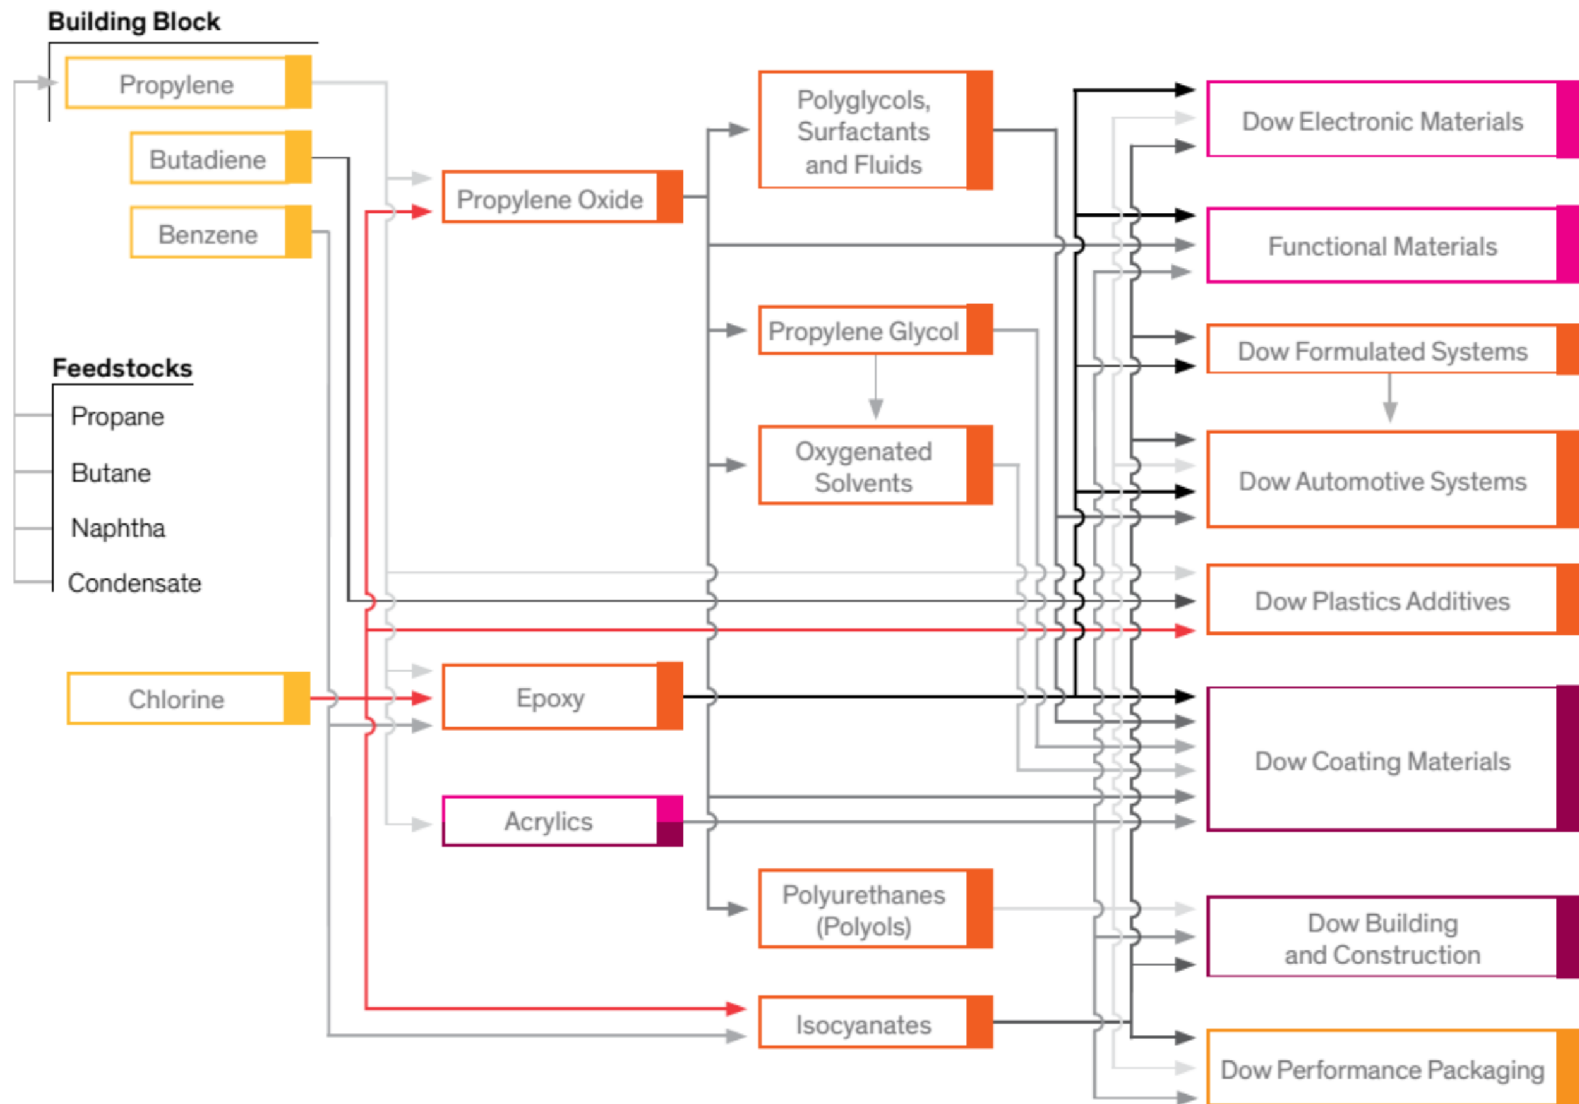 Building Block
Propylene
Butadiene
Benzene
Feedstocks
Propane
Butane
Naphtha
Condensate
Chlorine
Propylene Oxide
Epoxy
Acrylics
Polyglycols,
Surfactants
and Fluids
Propylene Glycol
Oxygenated
Solvents
Polyurethanes
(Polyols)
Isocyanates
Dow Electronic Materials
Functional Materials
Dow Formulated Systems
Dow Automotive Systems
Dow Plastics Additives
Dow Coating Materials
Dow Building
and Construction
Dow Performance Packaging